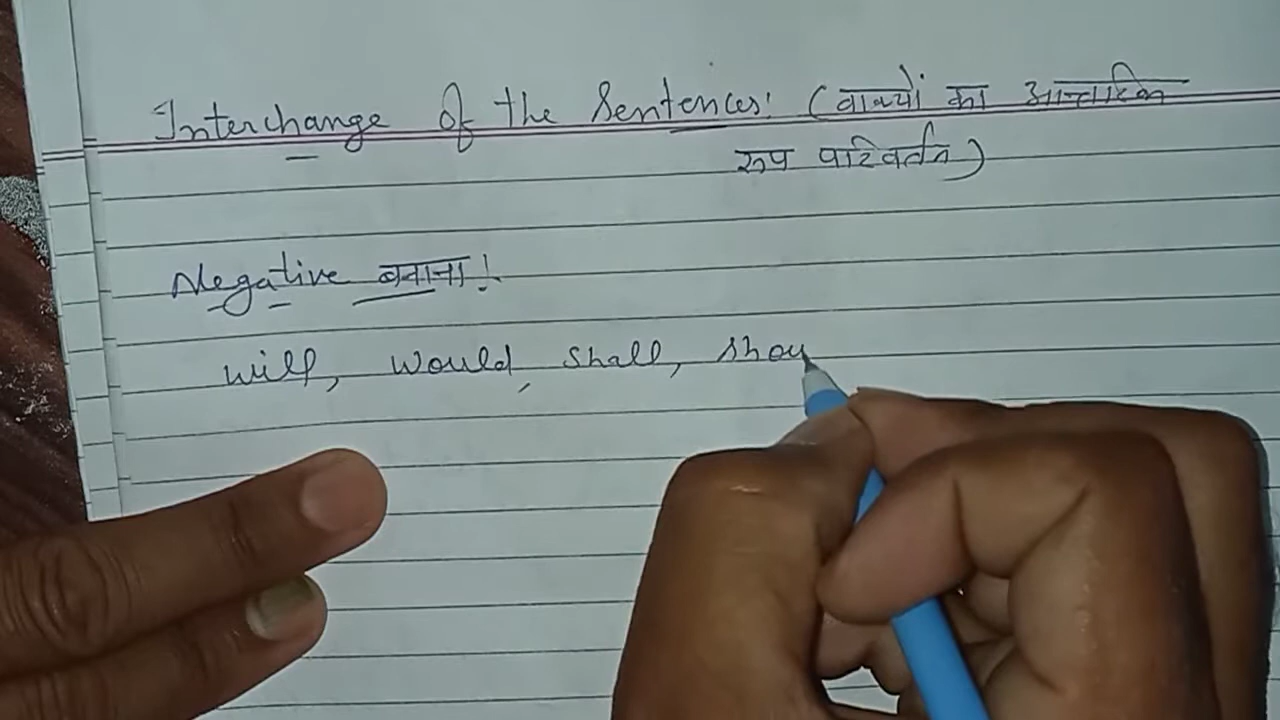 Interchange of the Sentences: (वाक्यों का आन्तरिक
रूप परिवर्तन)
Negative बनाना:
will, would, shall, shou